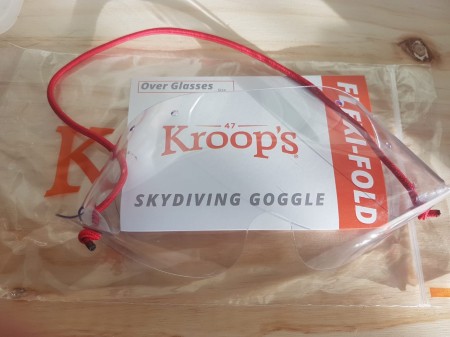 Over Glasses
47
Kroop's
SKYDIVING GOGGLE
FLEXI-FOLD